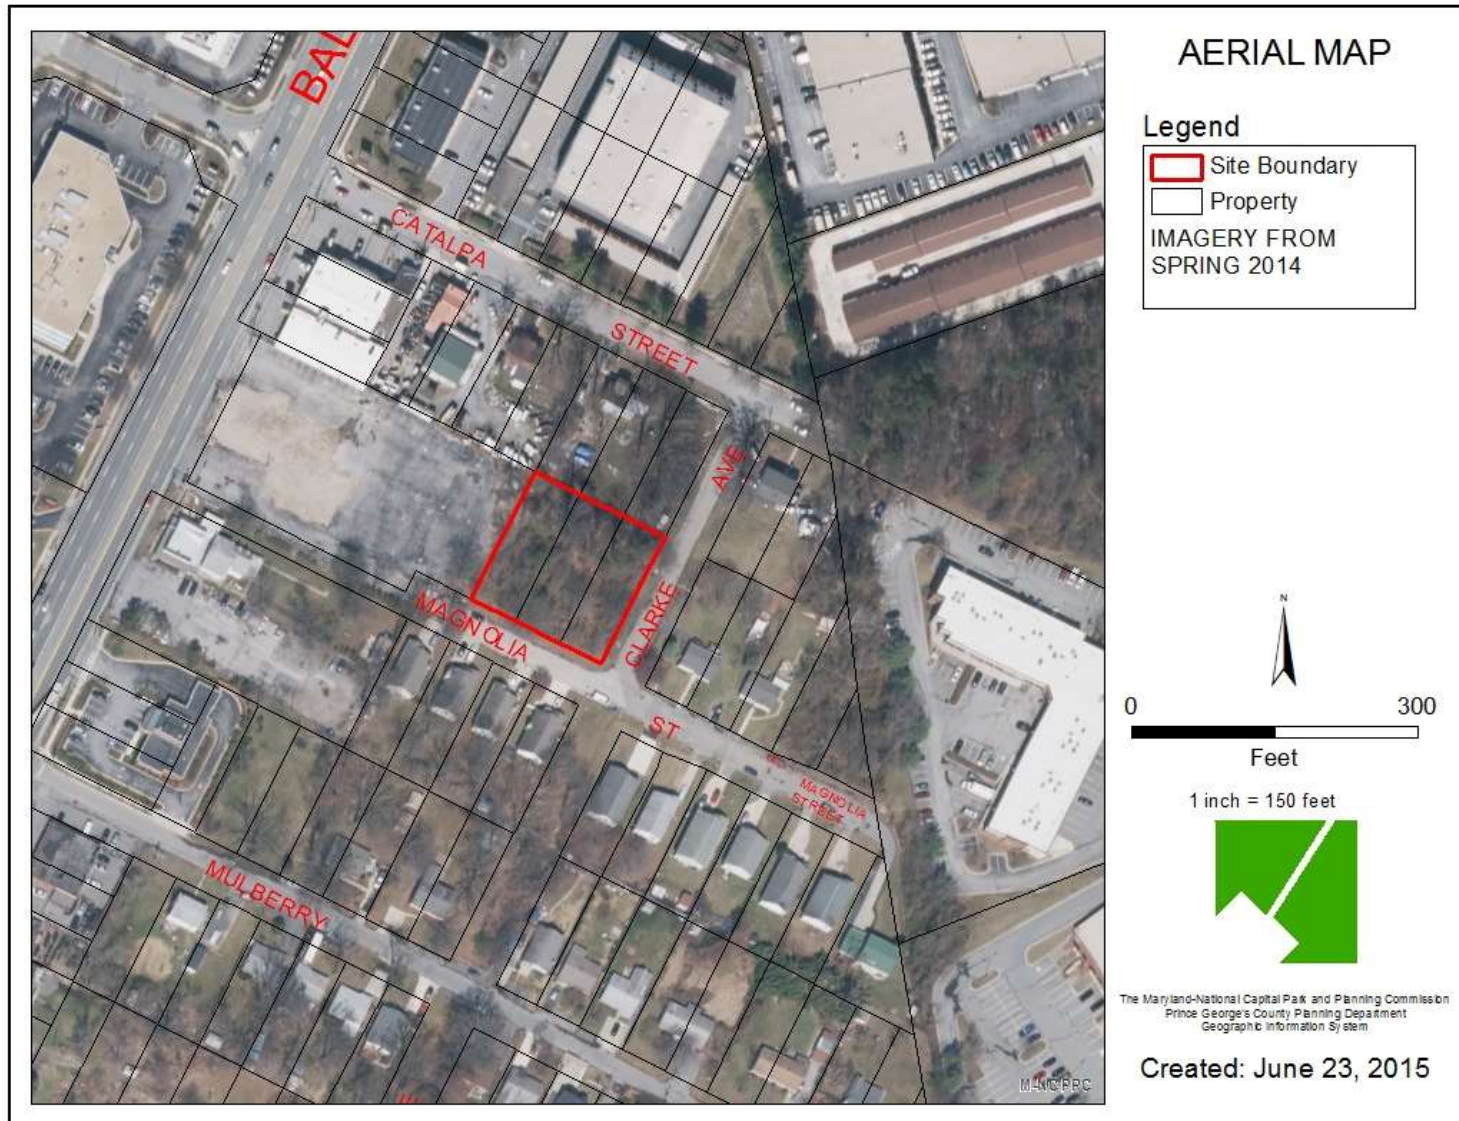 AERIAL MAP
Legend
Site Boundary
Property
IMAGERY FROM
SPRING 2014
BAL
CATALPA
STREET
AVE
CLARKE
MAGNOLIA
ST
MAGNOLIA
STREET
MULBERRY
N
0 300
Feet
1 inch = 150 feet
The Maryland-National Capital Park and Planning Commission
Prince George's County Planning Department
Geographic Information System
Created: June 23, 2015
M-NCPPC